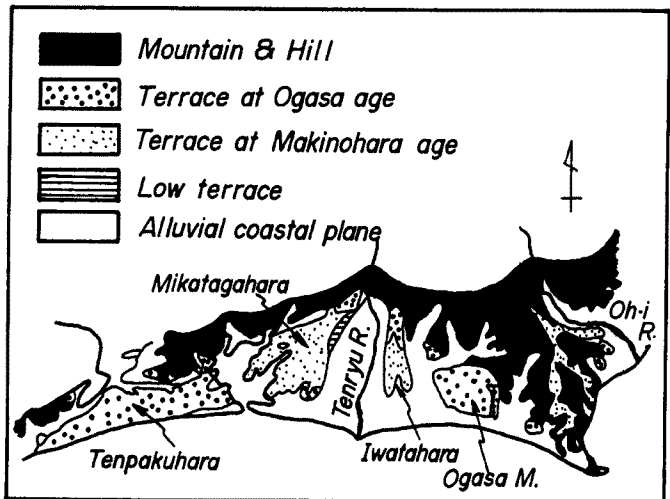 Mountain & Hill
Terrace at Ogasa age
Terrace at Makinohara age
Low terrace
Alluvial coastal plane
Mikatagahara
Oh-i
R.
Tenryu R.
Tenpakuhara
Iwatahara
Ogasa M.